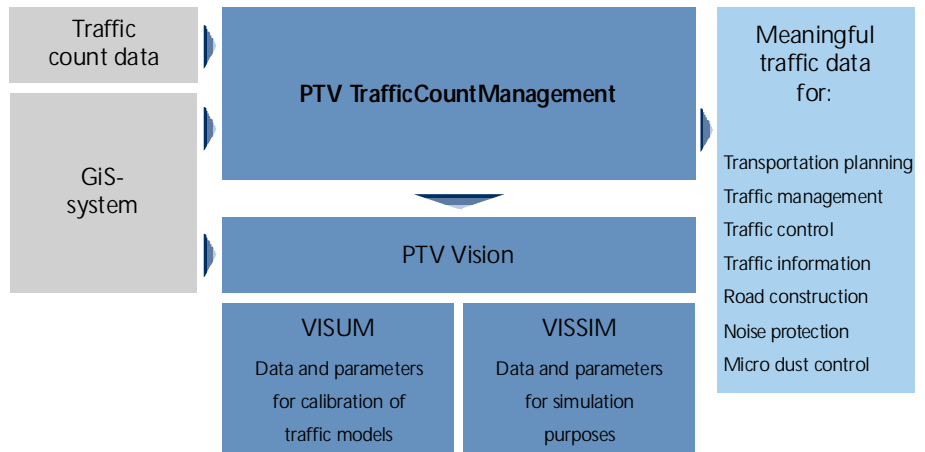 Traffic
count data
GiS-
system
PTV TrafficCountManagement
PTV Vision
VISUM
Data and parameters
for calibration of
traffic models
VISSIM
Data and parameters
for simulation
purposes
Meaningful
traffic data
for:
Transportation planning
Traffic management
Traffic control
Traffic information
Road construction
Noise protection
Micro dust control